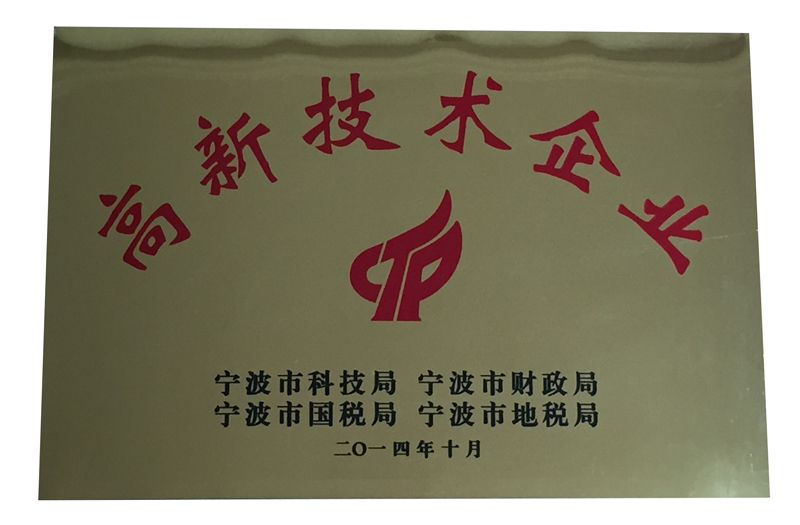 高新技术企业
宁波市科技局 宁波市财政局
宁波市国税局 宁波市地税局
二〇一四年十月